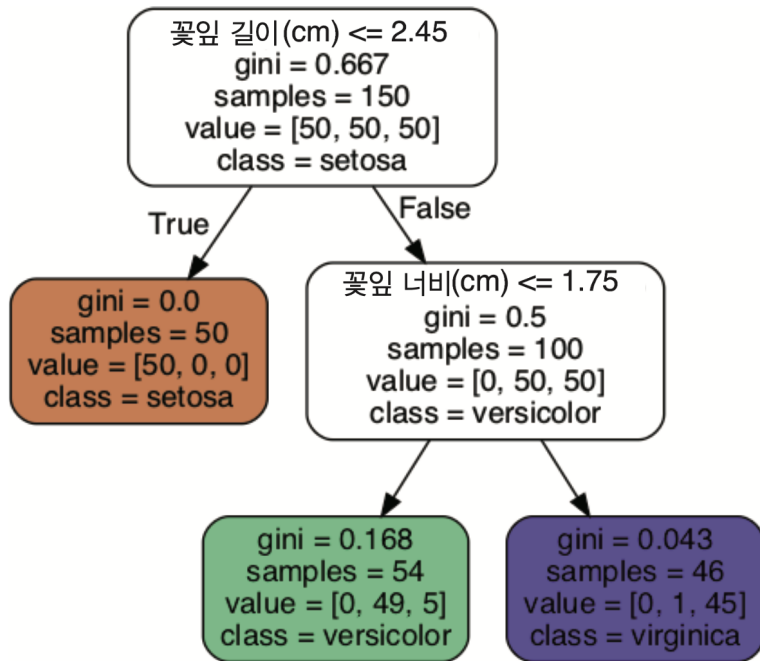 꽃잎 길이(cm) <= 2.45
gini = 0.667
samples = 150
value = [50, 50, 50]
class = setosa
True
False
gini = 0.0
samples = 50
value = [50, 0, 0]
class = setosa
꽃잎 너비(cm) <= 1.75
gini = 0.5
samples = 100
value = [0, 50, 50]
class = versicolor
gini = 0.168
samples = 54
value = [0, 49, 5]
class = versicolor
gini = 0.043
samples = 46
value = [0, 1, 45]
class = virginica